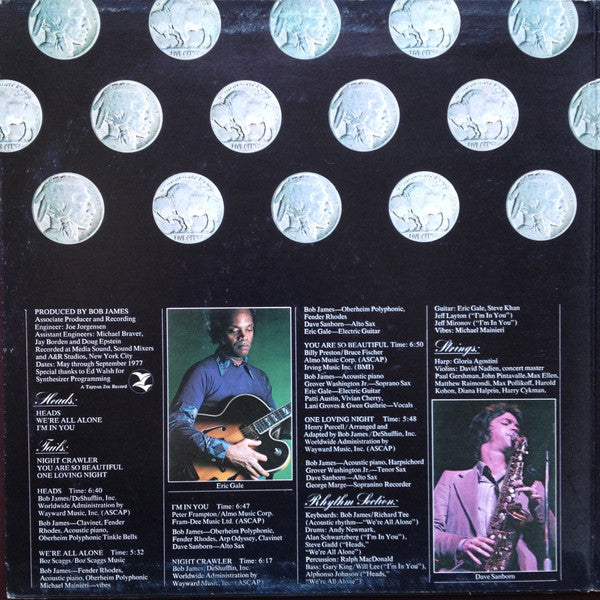 PRODUCED BY BOB JAMES
Associate Producer and Recording
Engineer: Joe Jorgensen
Assistant Engineers: Michael Braver,
Jay Borden and Doug Epstein
Recorded at Media Sound, Sound Mixers
and A&R Studios, New York City
Dates: May through September 1977
Special thanks to Ed Walsh for
Synthesizer Programming
A Tappan Zee Record
Heads:
HEADS
WE'RE ALL ALONE
I'M IN YOU
Tails:
NIGHT CRAWLER
YOU ARE SO BEAUTIFUL
ONE LOVING NIGHT
HEADS Time: 6:40
Bob James/DeShufflin, Inc.
Worldwide Administration by
Wayward Music, Inc. (ASCAP)
Bob James—Clavinet, Fender
Rhodes, Acoustic piano,
Oberheim Polyphonic Tinkle Bells
WE'RE ALL ALONE Time: 5:32
Boz Scaggs/Boz Scaggs Music
Bob James—Fender Rhodes,
Acoustic piano, Oberheim Polyphonic
Michael Mainieri—vibes
Eric Gale
I'M IN YOU Time: 6:47
Peter Frampton/Almo Music Corp.
Fram-Dee Music Ltd. (ASCAP)
Bob James—Oberheim Polyphonic,
Fender Rhodes, Arp Odyssey, Clavinet
Dave Sanborn—Alto Sax
NIGHT CRAWLER Time: 6:17
Bob James/DeShufflin, Inc.
Worldwide Administration by
Wayward Music, Inc. (ASCAP)
Bob James—Oberheim Polyphonic,
Fender Rhodes
Dave Sanborn—Alto Sax
Eric Gale—Electric Guitar
YOU ARE SO BEAUTIFUL Time: 6:50
Billy Preston/Bruce Fischer
Almo Music Corp. (ASCAP)
Irving Music Inc. (BMI)
Bob James—Acoustic piano
Grover Washington Jr.—Soprano Sax
Eric Gale—Electric Guitar
Patti Austin, Vivian Cherry,
Lani Groves & Gwen Guthrie—Vocals
ONE LOVING NIGHT Time: 5:48
Henry Purcell/Arranged and
Adapted by Bob James/DeShufflin, Inc.
Worldwide Administration by
Wayward Music Inc. (ASCAP)
Bob James—Acoustic piano, Harpsichord
Grover Washington Jr.—Tenor Sax
Dave Sanborn—Alto Sax
George Marge—Sopranino Recorder
Rhythm Section:
Keyboards: Bob James/Richard Tee
(Acoustic rhythm—"We're All Alone")
Drums: Andy Newmark,
Alan Schwartzberg ("I'm In You"),
Steve Gadd ("Heads",
"We're All Alone")
Percussion: Ralph MacDonald
Bass: Gary King/Will Lee ("I'm In You"),
Alphonso Johnson ("Heads,"
"We're All Alone")
Guitar: Eric Gale, Steve Khan
Jeff Layton ("I'm In You")
Jeff Mironov ("I'm In You")
Vibes: Michael Mainieri
Strings:
Harp: Gloria Agostini
Violins: David Nadien, concert master
Paul Gershman, John Pintavalle, Max Ellen,
Matthew Raimondi, Max Pollikoff, Harold
Kohon, Diana Halprin, Harry Cykman,
Dave Sanborn